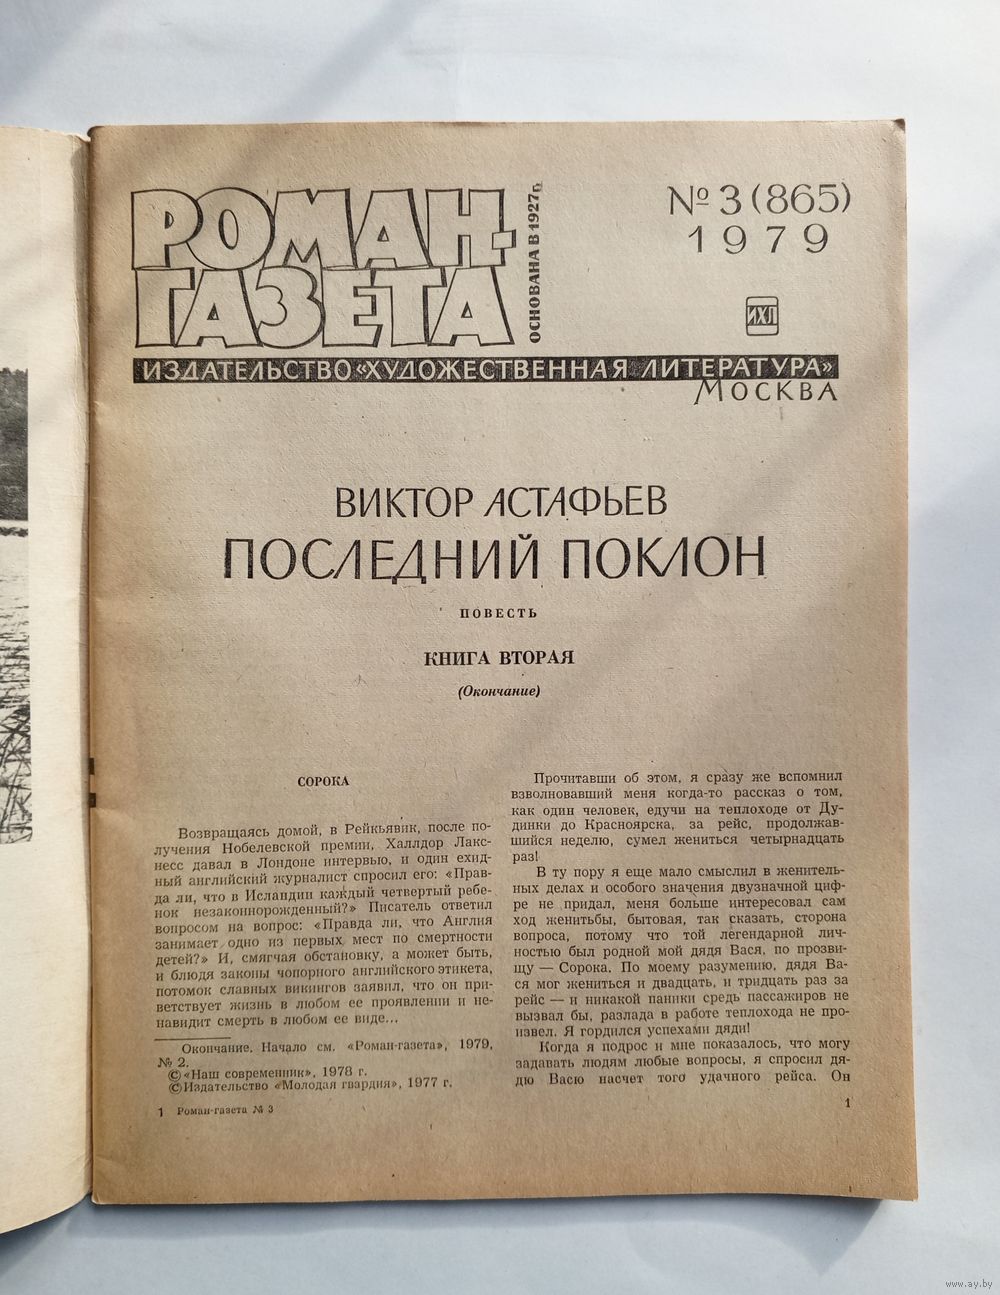 РОМАН-
ГАЗЕТА
ОСНОВАНА В 1927 г.
№ 3 (865)
1979
ИХЛ
ИЗДАТЕЛЬСТВО «ХУДОЖЕСТВЕННАЯ ЛИТЕРАТУРА»
МОСКВА
ВИКТОР АСТАФЬЕВ
ПОСЛЕДНИЙ ПОКЛОН
ПОВЕСТЬ
КНИГА ВТОРАЯ
(Окончание)
СОРОКА
Возвращаясь домой, в Рейкьявик, после по-
лучения Нобелевской премии, Халлдор Лакс-
несс давал в Лондоне интервью, и один ехид-
ный английский журналист спросил его: «Прав-
да ли, что в Исландии каждый четвертый ребе-
нок незаконнорожденный?» Писатель ответил
вопросом на вопрос: «Правда ли, что Англия
занимает одно из первых мест по смертности
детей?» И, смягчая обстановку, а может быть,
и блюдя законы чопорного английского этикета,
потомок славных викингов заявил, что он при-
ветствует жизнь в любом ее проявлении и не-
навидит смерть в любом ее виде...
Окончание. Начало см. «Роман-газета», 1979,
№ 2.
© «Наш современник», 1978 г.
© Издательство «Молодая гвардия», 1977 г.
1 Роман-газета № 3
Прочитавши об этом, я сразу же вспомнил
взволновавший меня когда-то рассказ о том,
как один человек, едучи на теплоходе от Ду-
динки до Красноярска, за рейс, продолжав-
шийся неделю, сумел жениться четырнадцать
раз!
В ту пору я еще мало смыслил в женитель-
ных делах и особого значения двузначной циф-
ре не придал, меня больше интересовал сам
ход женитьбы, бытовая, так сказать, сторона
вопроса, потому что той легендарной лич-
ностью был родной мой дядя Вася, по прозви-
щу — Сорока. По моему разумению, дядя Ва-
ся мог жениться и двадцать, и тридцать раз за
рейс — и никакой паники средь пассажиров не
вызвал бы, разлада в работе теплохода не про-
извел. Я гордился успехами дяди!
Когда я подрос и мне показалось, что могу
задавать людям любые вопросы, я спросил дя-
дю Васю насчет того удачного рейса. Он
1
www.ay.by